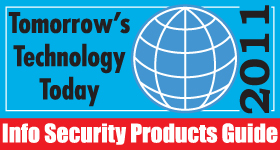 Tomorrow's
Technology
Today
2011
Info Security Products Guide